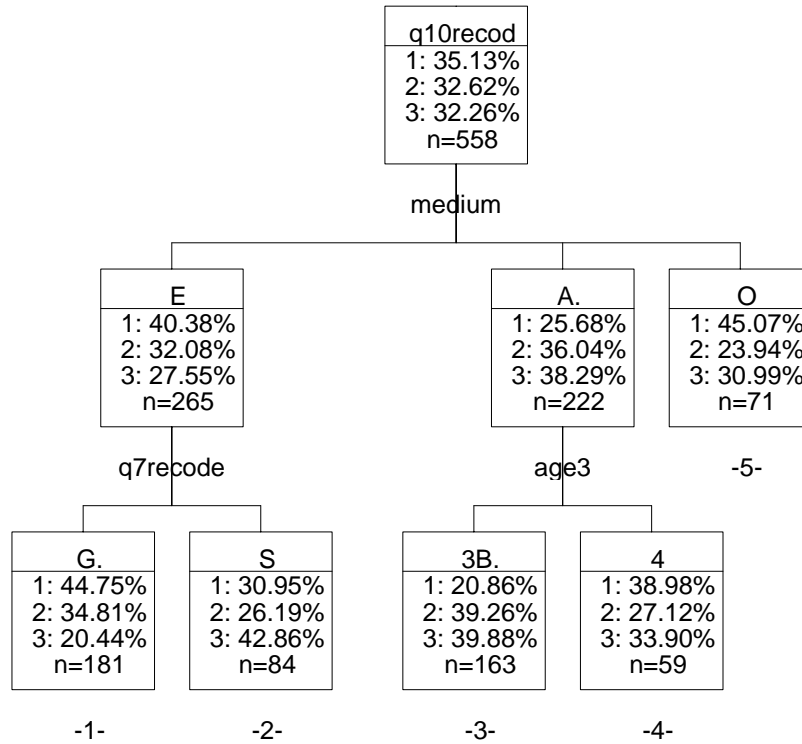 q10recod
1: 35.13%
2: 32.62%
3: 32.26%
n=558
medium
E
1: 40.38%
2: 32.08%
3: 27.55%
n=265
A.
1: 25.68%
2: 36.04%
3: 38.29%
n=222
O
1: 45.07%
2: 23.94%
3: 30.99%
n=71
q7recode
age3
-5-
G.
1: 44.75%
2: 34.81%
3: 20.44%
n=181
S
1: 30.95%
2: 26.19%
3: 42.86%
n=84
3B.
1: 20.86%
2: 39.26%
3: 39.88%
n=163
4
1: 38.98%
2: 27.12%
3: 33.90%
n=59
-1-
-2-
-3-
-4-